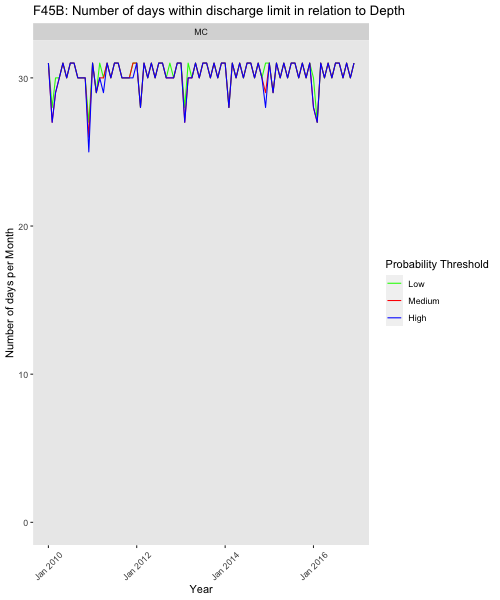 F45B: Number of days within discharge limit in relation to Depth
MC
Number of days per Month
30
20
10
0
Jan 2010
Jan 2012
Jan 2014
Jan 2016
Year
Probability Threshold
Low
Medium
High